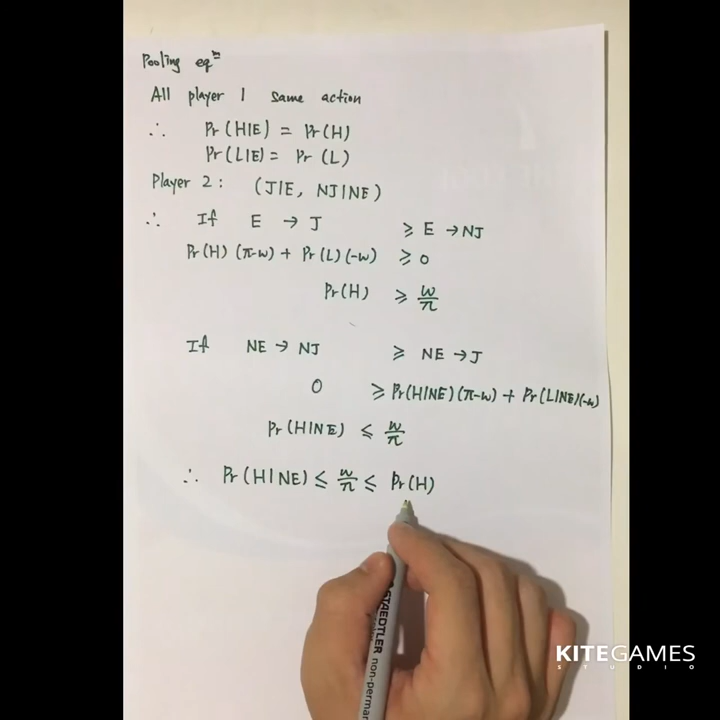 Pooling eqᵐ
All player 1 same action
∴ Pr(H|E) = Pr(H)
Pr(L|E) = Pr(L)
Player 2: (J|E, NJ|NE)
∴ If E → J ≥ E → NJ
Pr(H)(π-w) + Pr(L)(-w) ≥ 0
Pr(H) ≥ w/π
If NE → NJ ≥ NE → J
0 ≥ Pr(H|NE)(π-w) + Pr(L|NE)(-w)
Pr(H|NE) ≤ w/π
∴ Pr(H|NE) ≤ w/π ≤ Pr(H)
STAEDTLER
non-perman
KITEGAMES
STUDIO